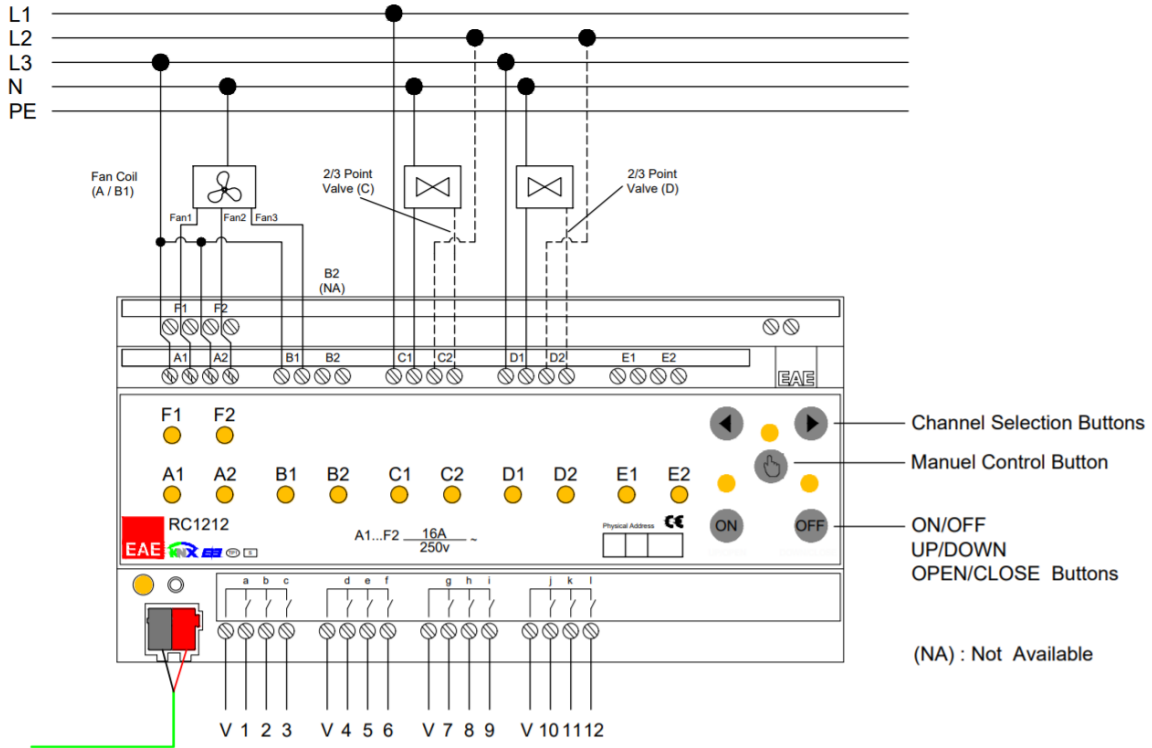 L1
L2
L3
N
PE
Fan Coil
(A / B1)
2/3 Point
Valve (C)
2/3 Point
Valve (D)
Fan1 Fan2 Fan3
B2
(NA)
F1 F2
A1 A2 B1 B2 C1 C2 D1 D2 E1 E2
EAE
F1 F2
Channel Selection Buttons
A1 A2 B1 B2 C1 C2 D1 D2 E1 E2
Manuel Control Button
RC1212
EAE
KNX
A1...F2 16A ~
250v
Physical Address CE
ON OFF
ON/OFF
UP/DOWN
OPEN/CLOSE Buttons
a b c d e f g h i j k l
(NA) : Not Available
V 1 2 3 V 4 5 6 V 7 8 9 V 10 11 12